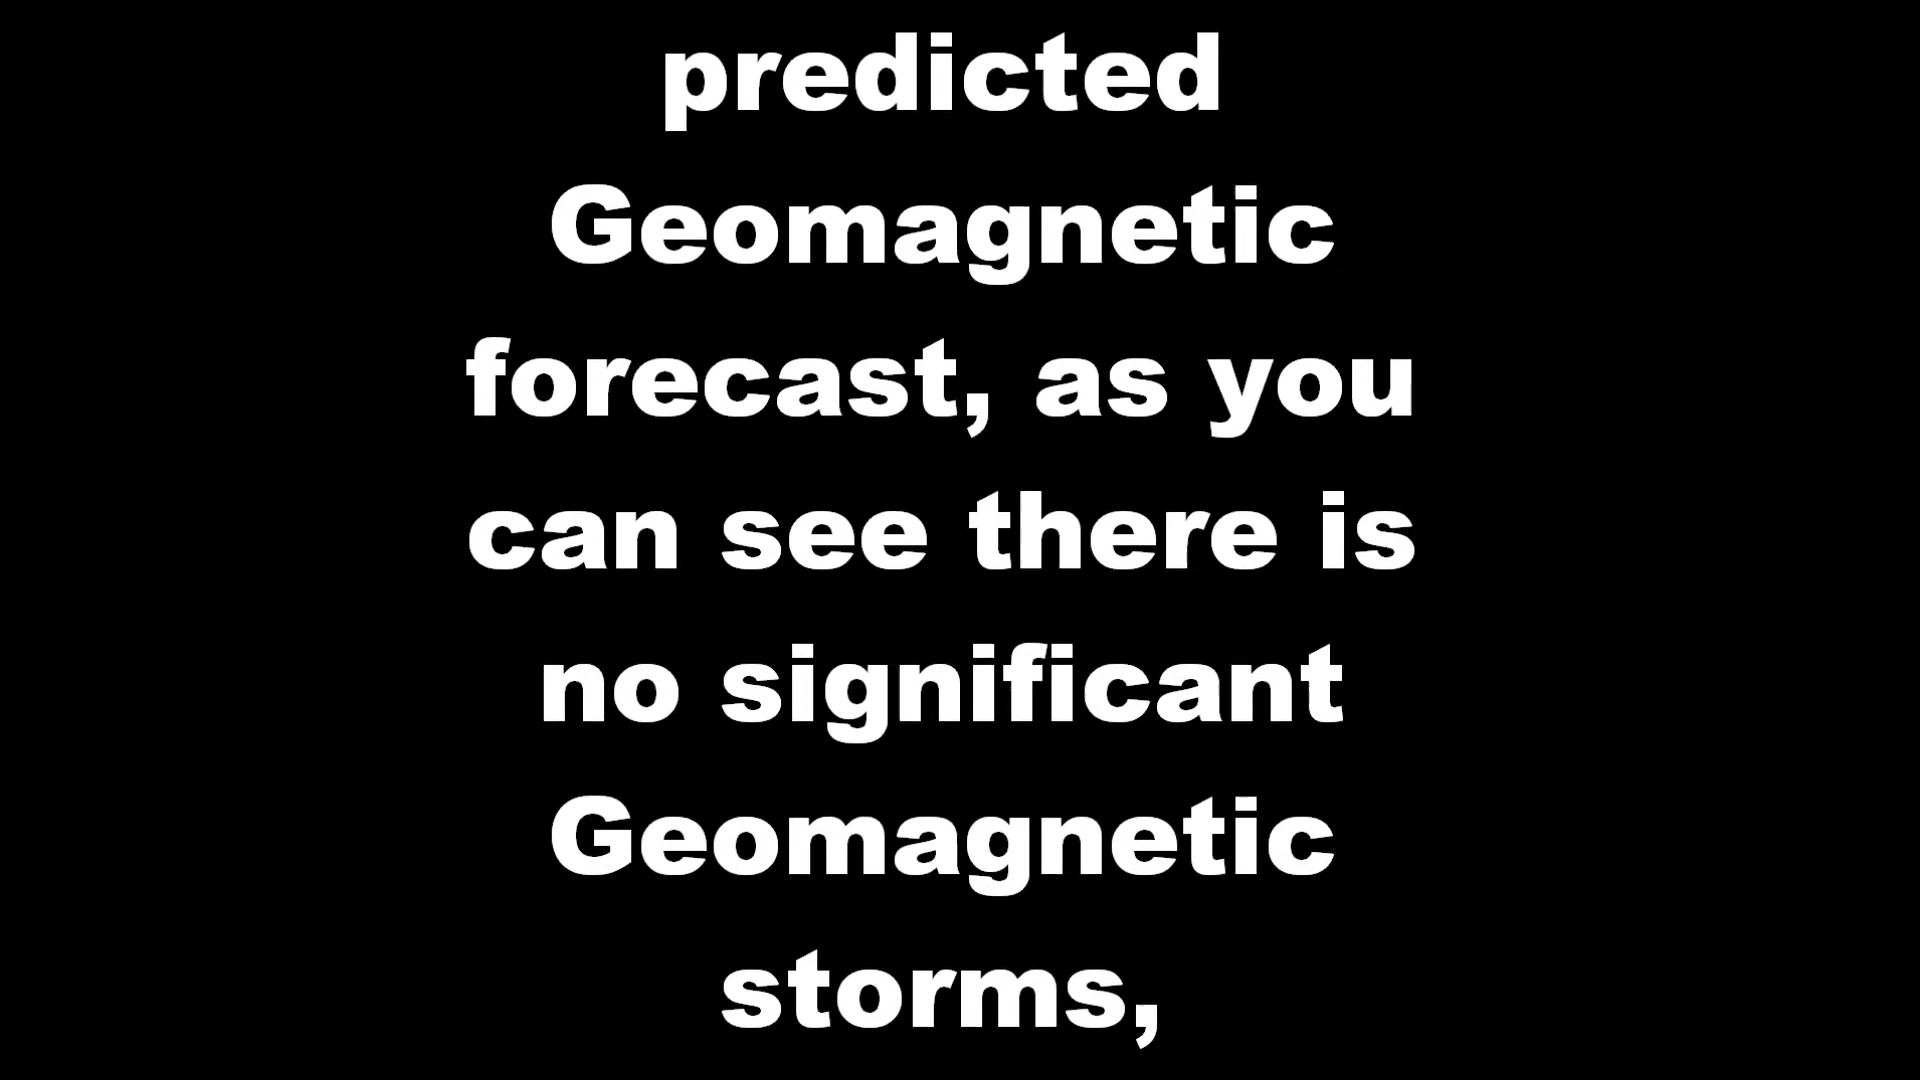 predicted
Geomagnetic
forecast, as you
can see there is
no significant
Geomagnetic
storms,